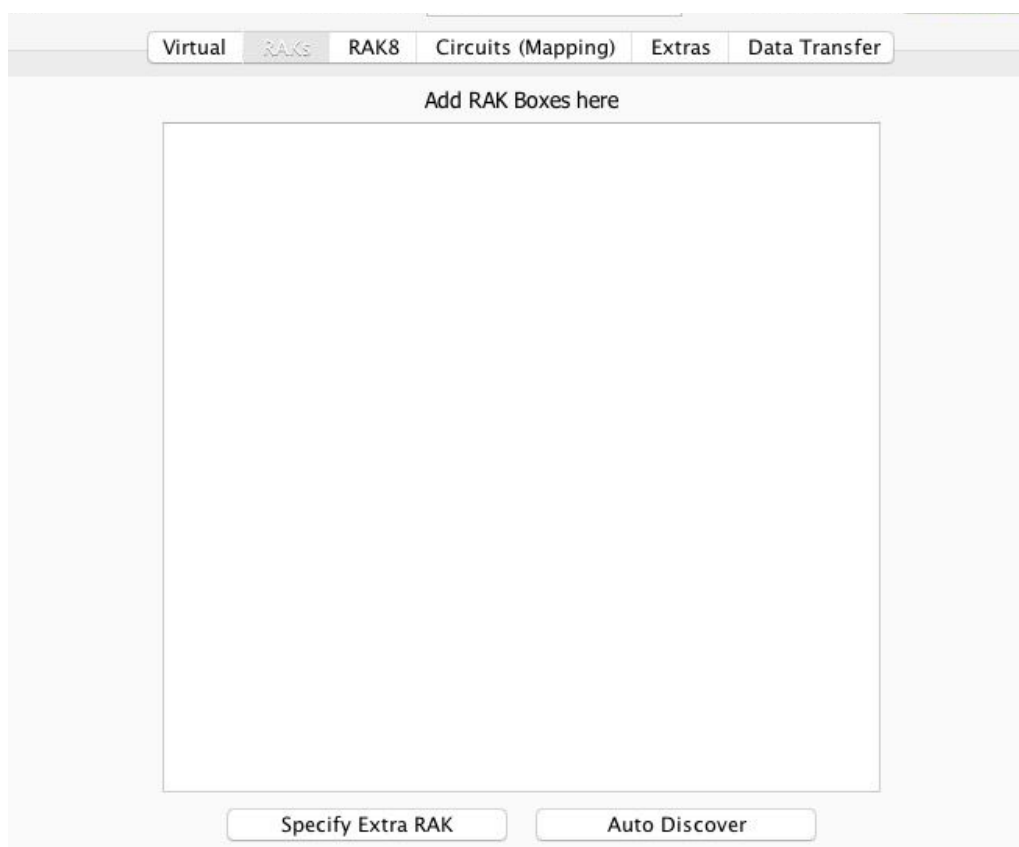 Virtual RAKs RAK8 Circuits (Mapping) Extras Data Transfer
Add RAK Boxes here
Specify Extra RAK Auto Discover